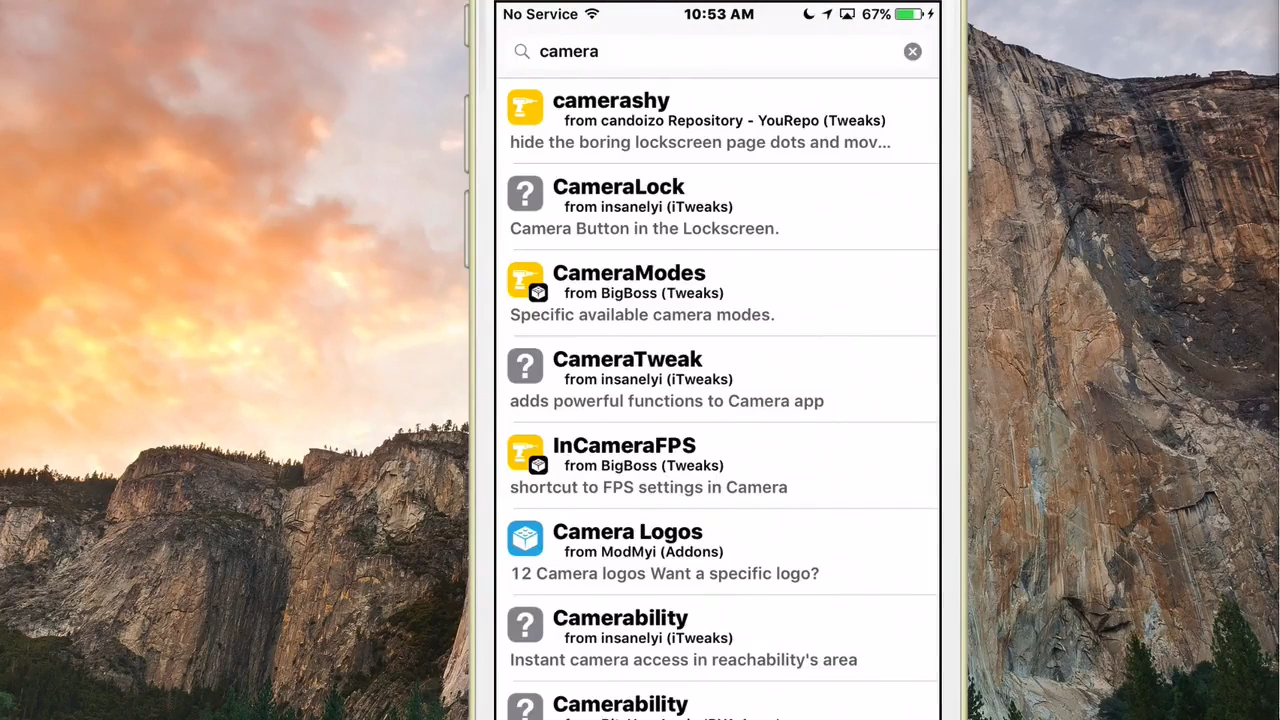 No Service 10:53 AM 67%
camera
camerashy
from candoizo Repository - YouRepo (Tweaks)
hide the boring lockscreen page dots and mov...
CameraLock
from insanelyi (iTweaks)
Camera Button in the Lockscreen.
CameraModes
from BigBoss (Tweaks)
Specific available camera modes.
CameraTweak
from insanelyi (iTweaks)
adds powerful functions to Camera app
InCameraFPS
from BigBoss (Tweaks)
shortcut to FPS settings in Camera
Camera Logos
from ModMyi (Addons)
12 Camera logos Want a specific logo?
Camerability
from insanelyi (iTweaks)
Instant camera access in reachability's area
Camerability